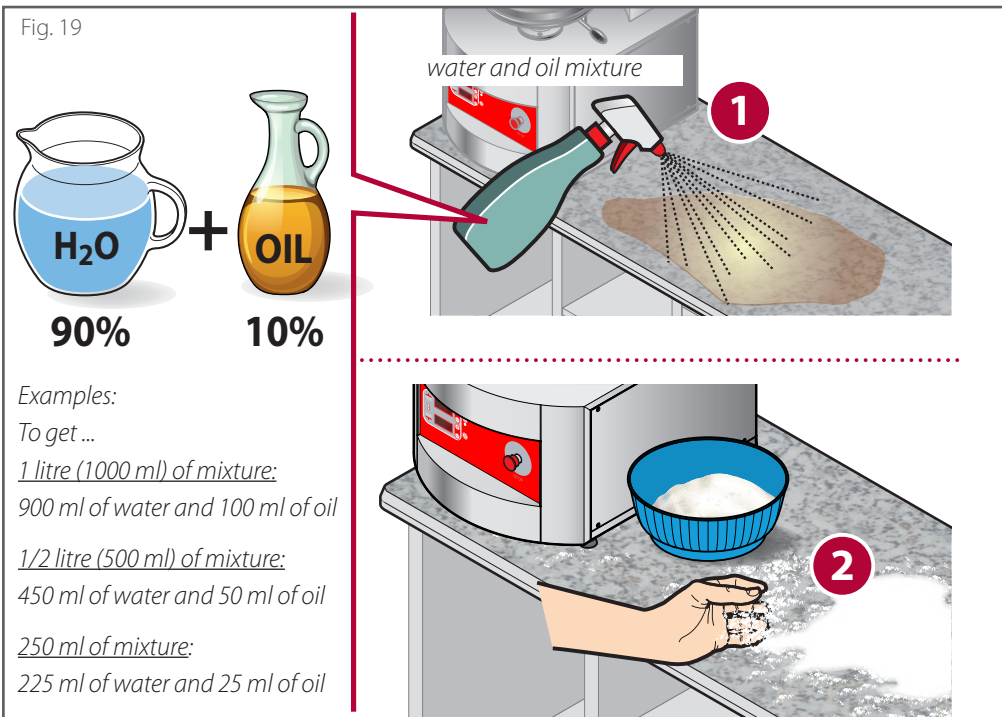 Fig. 19
water and oil mixture
1
H₂O
+
OIL
90%
10%
Examples:
To get ...
1 litre (1000 ml) of mixture:
900 ml of water and 100 ml of oil
1/2 litre (500 ml) of mixture:
450 ml of water and 50 ml of oil
250 ml of mixture:
225 ml of water and 25 ml of oil
2